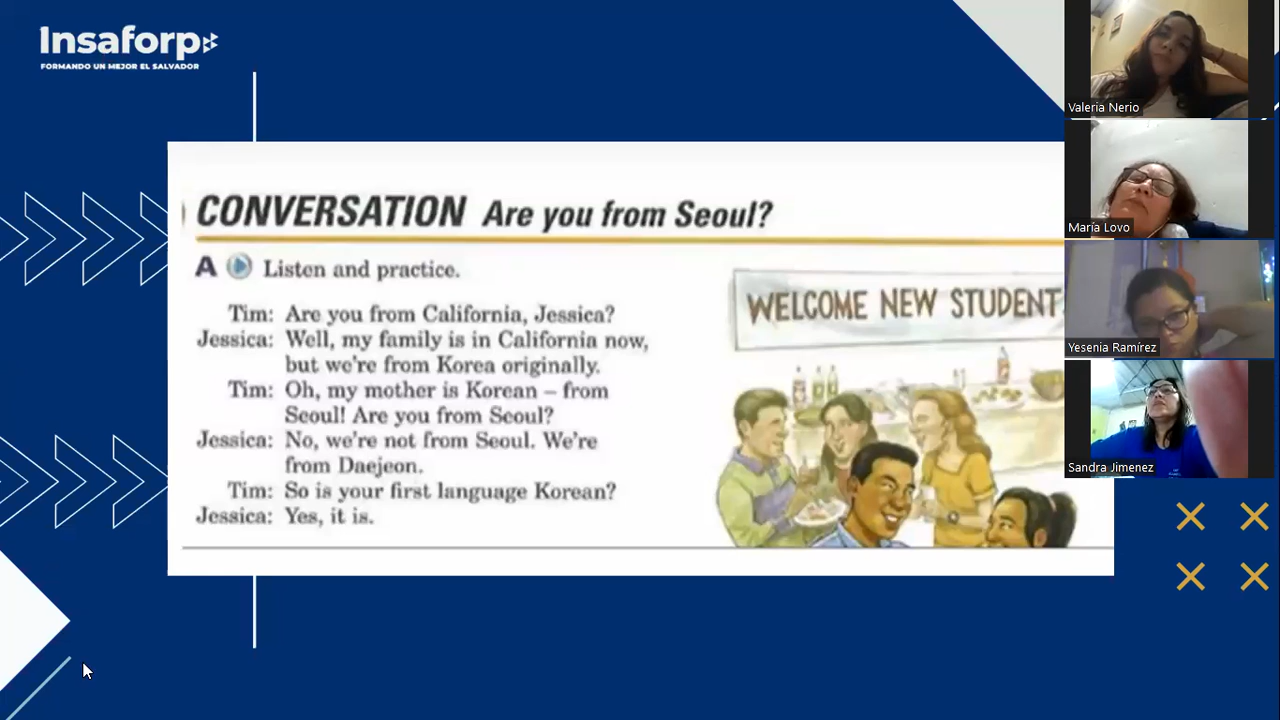 Insaforp
FORMANDO UN MEJOR EL SALVADOR
CONVERSATION Are you from Seoul?
A Listen and practice.
Tim: Are you from California, Jessica?
Jessica: Well, my family is in California now,
but we're from Korea originally.
Tim: Oh, my mother is Korean – from
Seoul! Are you from Seoul?
Jessica: No, we're not from Seoul. We're
from Daejeon.
Tim: So is your first language Korean?
Jessica: Yes, it is.
WELCOME NEW STUDENT
Valeria Nerio
María Lovo
Yesenia Ramírez
Sandra Jimenez